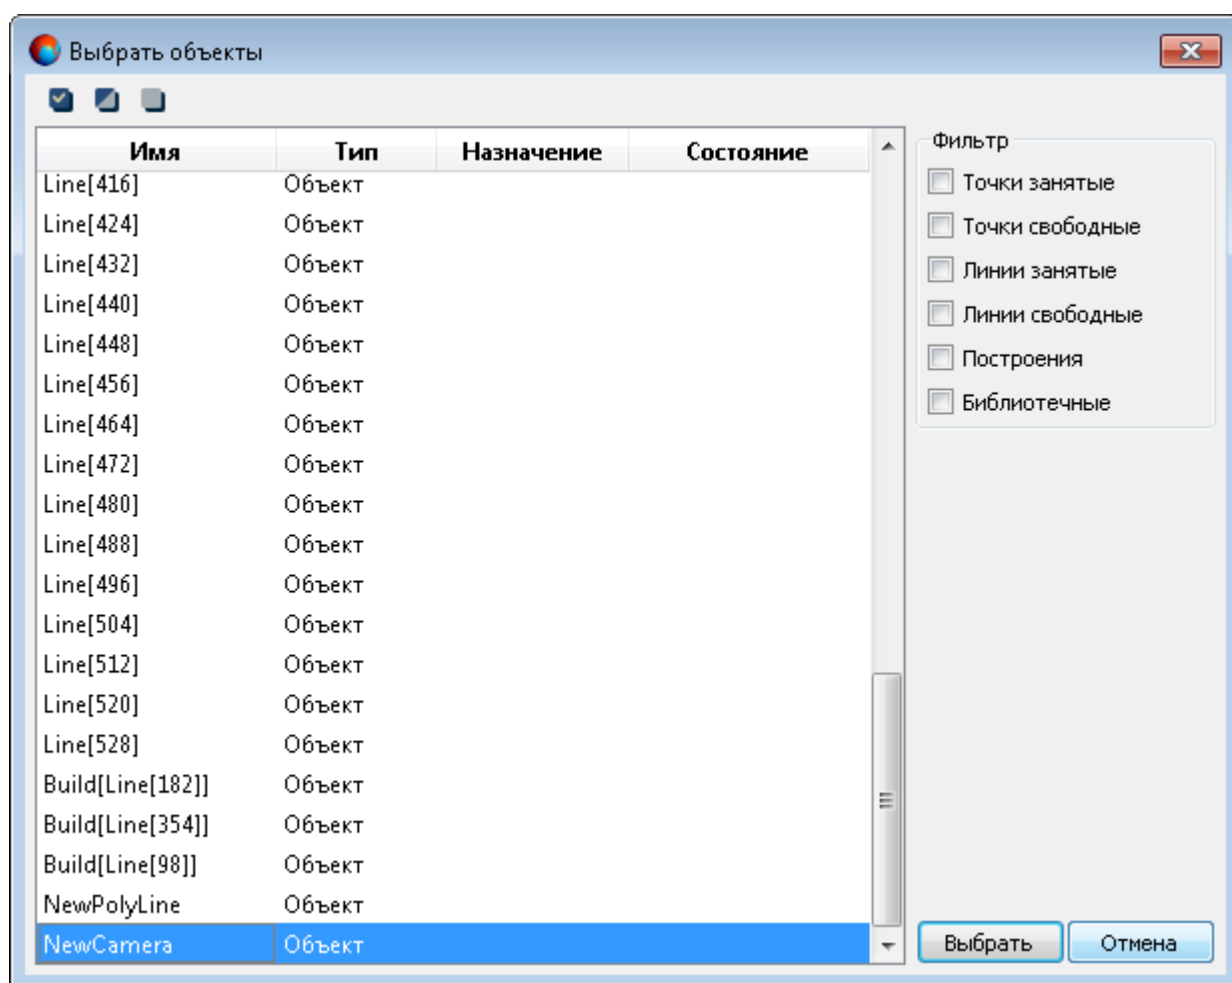 Выбрать объекты
Имя Тип Назначение Состояние
Line[416] Объект
Line[424] Объект
Line[432] Объект
Line[440] Объект
Line[448] Объект
Line[456] Объект
Line[464] Объект
Line[472] Объект
Line[480] Объект
Line[488] Объект
Line[496] Объект
Line[504] Объект
Line[512] Объект
Line[520] Объект
Line[528] Объект
Build[Line[182]] Объект
Build[Line[354]] Объект
Build[Line[98]] Объект
NewPolyLine Объект
NewCamera Объект
Фильтр
Точки занятые
Точки свободные
Линии занятые
Линии свободные
Построения
Библиотечные
Выбрать Отмена